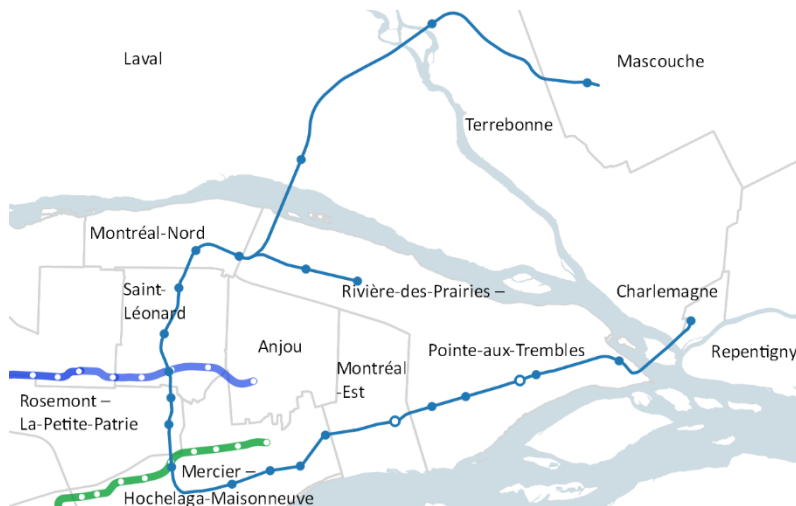 Laval
Mascouche
Terrebonne
Montréal-Nord
Saint-
Léonard
Rivière-des-Prairies –
Charlemagne
Anjou
Montréal
-Est
Pointe-aux-Trembles
Repentigny
Rosemont –
La-Petite-Patrie
Mercier –
Hochelaga-Maisonneuve